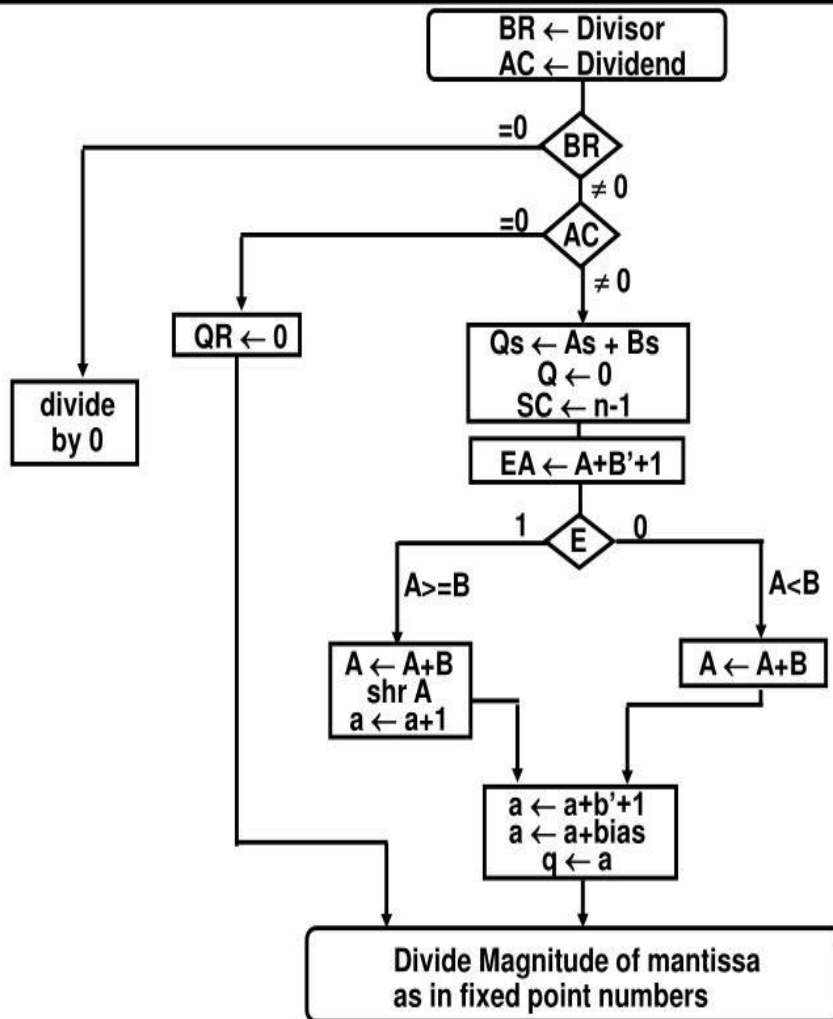 BR ← Divisor
AC ← Dividend
=0
BR
≠ 0
=0
AC
≠ 0
QR ← 0
Qs ← As + Bs
Q ← 0
SC ← n-1
divide
by 0
EA ← A+B’+1
1
E
0
A>=B
A<B
A ← A+B
shr A
a ← a+1
A ← A+B
a ← a+b’+1
a ← a+bias
q ← a
Divide Magnitude of mantissa
as in fixed point numbers